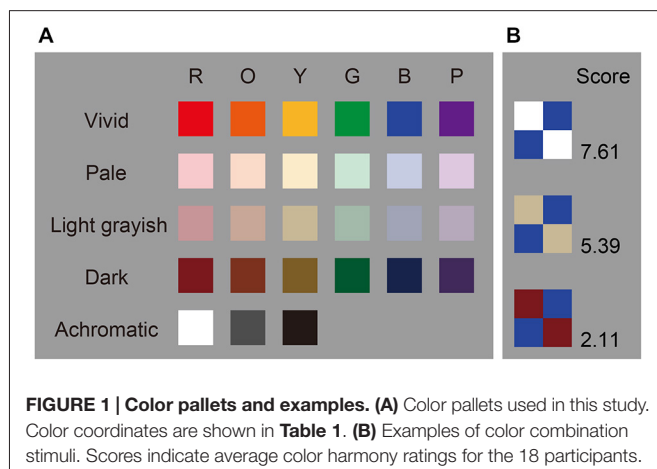 A
B
R O Y G B P
Score
Vivid
7.61
Pale
Light grayish
5.39
Dark
Achromatic
2.11
FIGURE 1 | Color pallets and examples. (A) Color pallets used in this study.
Color coordinates are shown in Table 1. (B) Examples of color combination
stimuli. Scores indicate average color harmony ratings for the 18 participants.